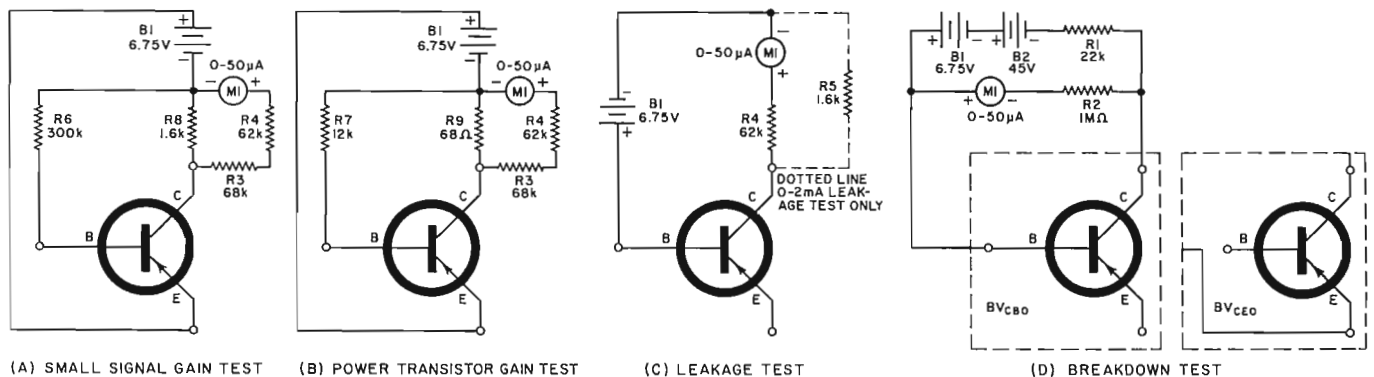 +
B1
6.75V
−
0-50µA
− M1 +
R6
300k
R8
1.6k
R4
62k
R3
68k
C
B
E
(A) SMALL SIGNAL GAIN TEST
+
B1
6.75V
−
0-50µA
− M1 +
R7
12k
R9
68Ω
R4
62k
R3
68k
C
B
E
(B) POWER TRANSISTOR GAIN TEST
−
0-50µA
M1
+
R5
1.6k
−
B1
6.75V
+
R4
62k
DOTTED LINE
0-2mA LEAK-
AGE TEST ONLY
C
B
E
(C) LEAKAGE TEST
+ − + −
B1
6.75V
B2
45V
R1
22k
+ M1 −
0-50µA
R2
1MΩ
C
B
E
BVCBO
C
B
E
BVCEO
(D) BREAKDOWN TEST